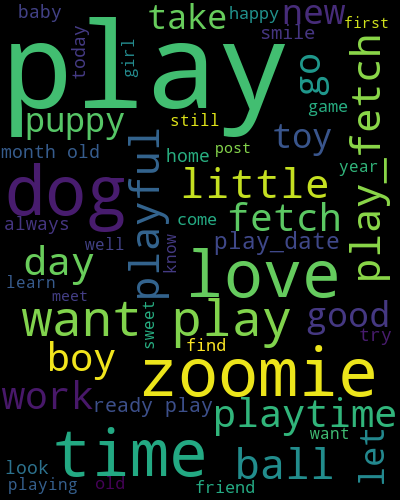 baby
today
girl
take
happy
new
smile
first
play
go
play_fetch
game
puppy
still
toy
month old
playful
home
post
year
dog
little
always
come
fetch
well
know
play_date
day
love
learn
meet
want play
sweet
good
try
boy
find
zoomie
work
ready play
playtime
want
let
time
ball
look
playing
old
friend